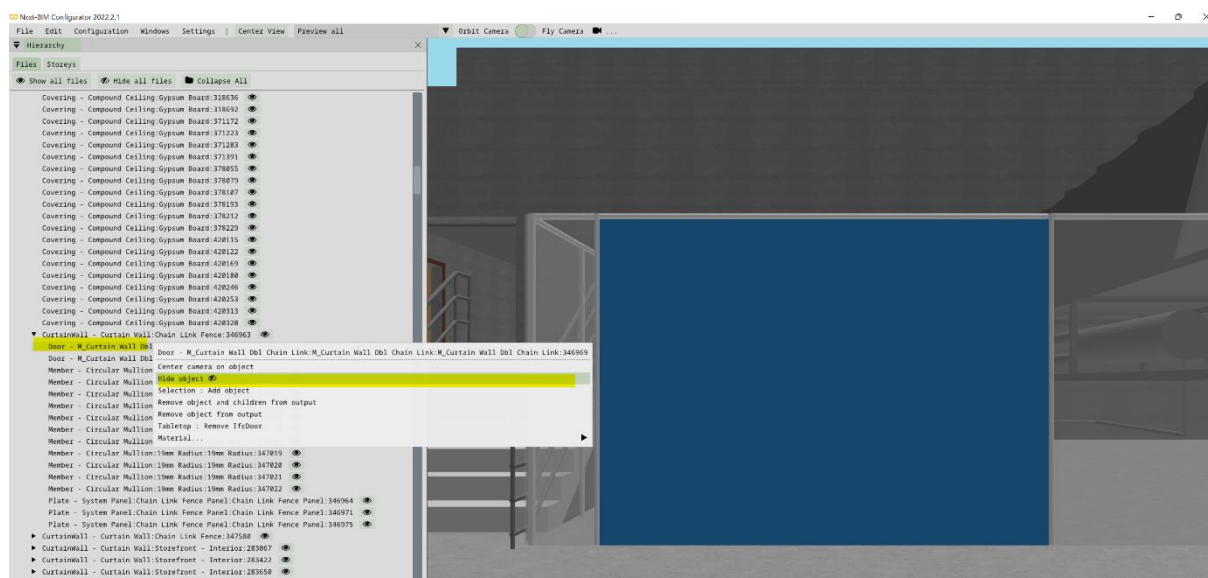 Next-BIM Configurator 2022.2.1
File Edit Configuration Windows Settings | Center View Preview all
Orbit Camera Fly Camera ...
Hierarchy
Files Storeys
Show all files Hide all files Collapse All
Covering - Compound Ceiling:Gypsum Board:318636
Covering - Compound Ceiling:Gypsum Board:318692
Covering - Compound Ceiling:Gypsum Board:371172
Covering - Compound Ceiling:Gypsum Board:371223
Covering - Compound Ceiling:Gypsum Board:371283
Covering - Compound Ceiling:Gypsum Board:371391
Covering - Compound Ceiling:Gypsum Board:378055
Covering - Compound Ceiling:Gypsum Board:378079
Covering - Compound Ceiling:Gypsum Board:378107
Covering - Compound Ceiling:Gypsum Board:378193
Covering - Compound Ceiling:Gypsum Board:378212
Covering - Compound Ceiling:Gypsum Board:378229
Covering - Compound Ceiling:Gypsum Board:420115
Covering - Compound Ceiling:Gypsum Board:420122
Covering - Compound Ceiling:Gypsum Board:420169
Covering - Compound Ceiling:Gypsum Board:420180
Covering - Compound Ceiling:Gypsum Board:420246
Covering - Compound Ceiling:Gypsum Board:420253
Covering - Compound Ceiling:Gypsum Board:420313
Covering - Compound Ceiling:Gypsum Board:420320
CurtainWall - Curtain Wall:Chain Link Fence:346963
Door - M_Curtain Wall Dbl
Door - M_Curtain Wall Dbl
Member - Circular Mullion
Member - Circular Mullion
Member - Circular Mullion
Member - Circular Mullion
Member - Circular Mullion
Member - Circular Mullion
Member - Circular Mullion
Door - M_Curtain Wall Dbl Chain Link:M_Curtain Wall Dbl Chain Link:M_Curtain Wall Dbl Chain Link:346969
Center camera on object
Hide object
Selection : Add object
Remove object and children from output
Remove object from output
Tabletop : Remove IfcDoor
Material...
Member - Circular Mullion:19mm Radius:19mm Radius:347019
Member - Circular Mullion:19mm Radius:19mm Radius:347020
Member - Circular Mullion:19mm Radius:19mm Radius:347021
Member - Circular Mullion:19mm Radius:19mm Radius:347022
Plate - System Panel:Chain Link Fence Panel:Chain Link Fence Panel:346964
Plate - System Panel:Chain Link Fence Panel:Chain Link Fence Panel:346971
Plate - System Panel:Chain Link Fence Panel:Chain Link Fence Panel:346975
CurtainWall - Curtain Wall:Chain Link Fence:347580
CurtainWall - Curtain Wall:Storefront - Interior:283067
CurtainWall - Curtain Wall:Storefront - Interior:283422
CurtainWall - Curtain Wall:Storefront - Interior:283650